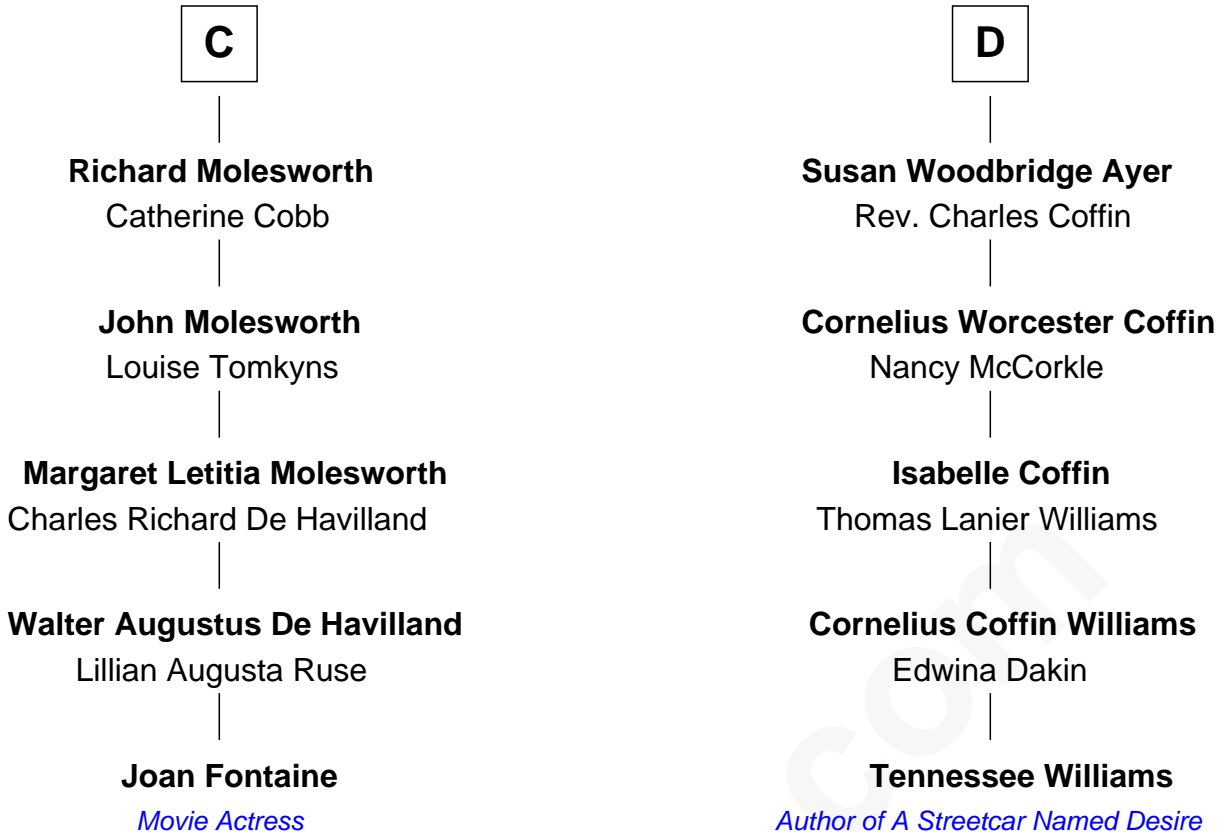 C
Richard Molesworth
Catherine Cobb
John Molesworth
Louise Tomkyns
Margaret Letitia Molesworth
Charles Richard De Havilland
Walter Augustus De Havilland
Lillian Augusta Ruse
Joan Fontaine
Movie Actress
D
Susan Woodbridge Ayer
Rev. Charles Coffin
Cornelius Worcester Coffin
Nancy McCorkle
Isabelle Coffin
Thomas Lanier Williams
Cornelius Coffin Williams
Edwina Dakin
Tennessee Williams
Author of A Streetcar Named Desire
com